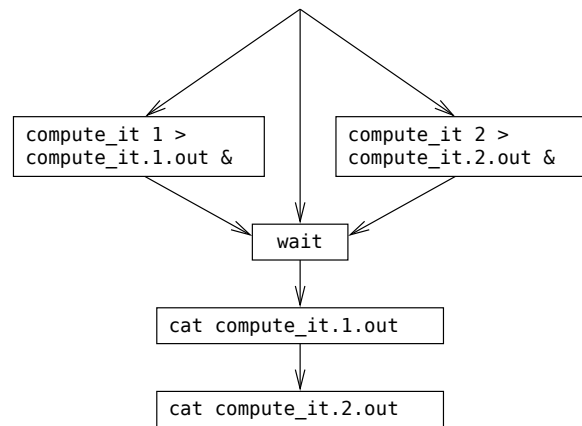 compute_it 1 >
compute_it.1.out &
compute_it 2 >
compute_it.2.out &
wait
cat compute_it.1.out
cat compute_it.2.out